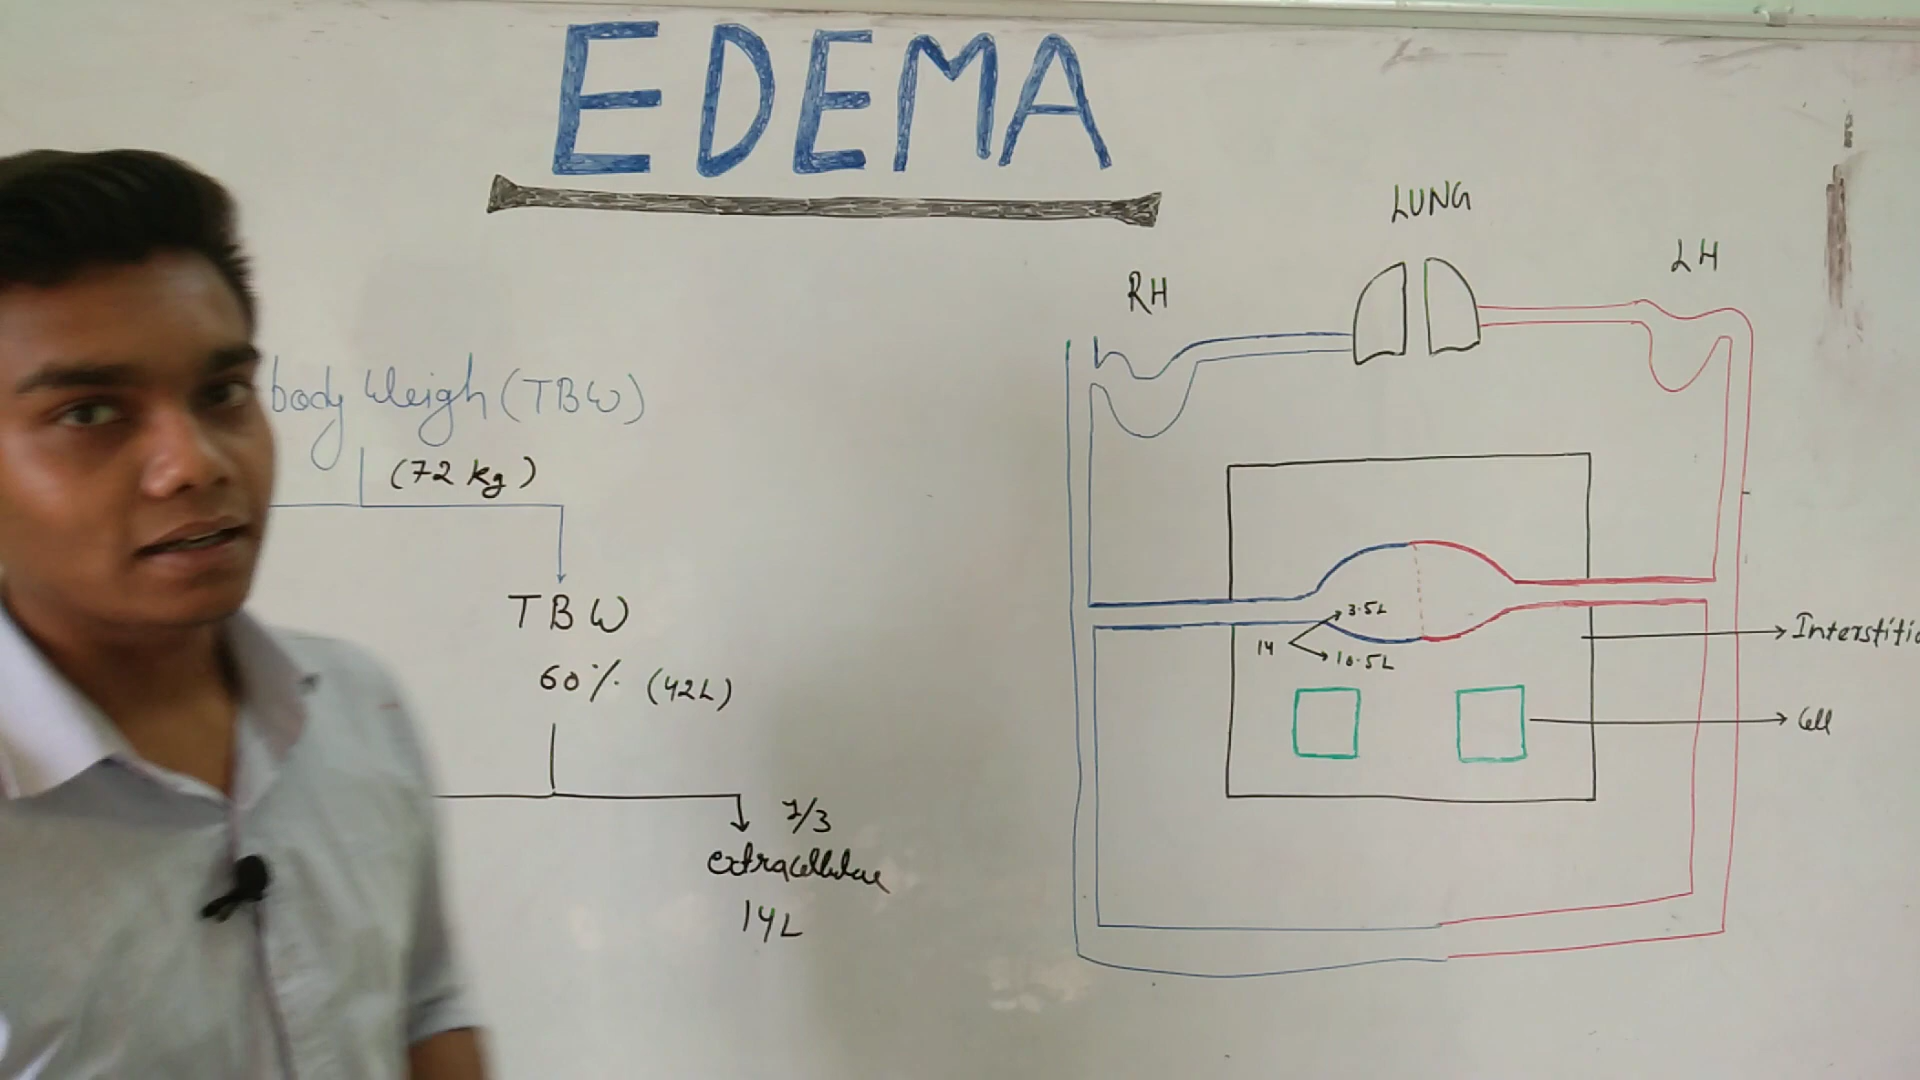 EDEMA
LUNG
RH
LH
body Weigh (TBW)
(72 kg)
TBW
60% (42L)
1/3
extracellular
14L
3.5L
14
10.5L
Interstitio
Cell